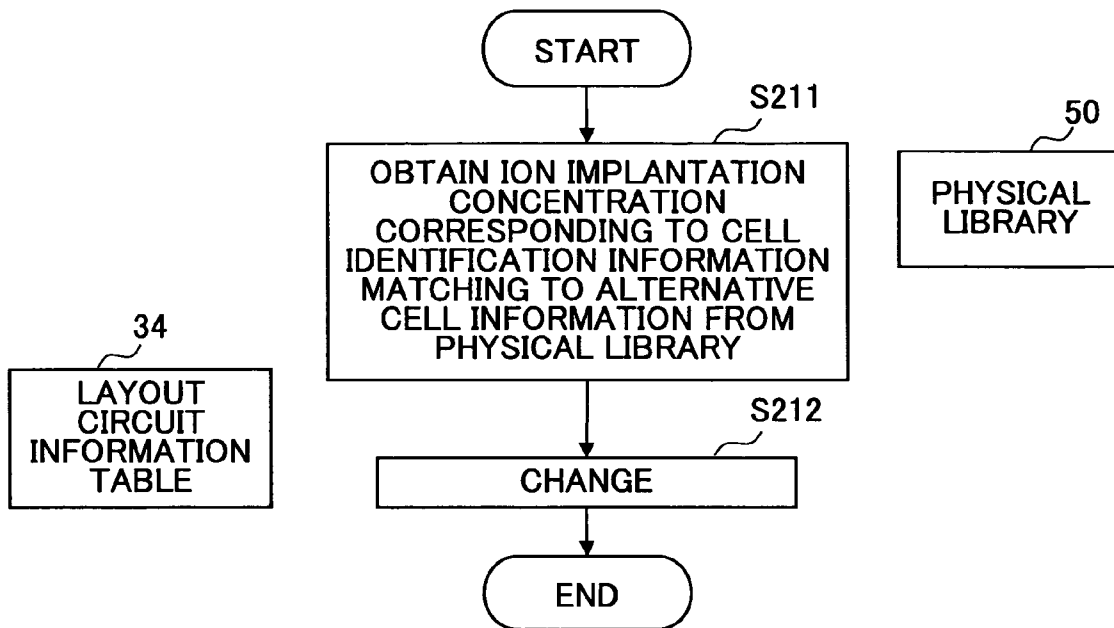 START
S211
OBTAIN ION IMPLANTATION
CONCENTRATION
CORRESPONDING TO CELL
IDENTIFICATION INFORMATION
MATCHING TO ALTERNATIVE
CELL INFORMATION FROM
PHYSICAL LIBRARY
50
PHYSICAL
LIBRARY
34
LAYOUT
CIRCUIT
INFORMATION
TABLE
S212
CHANGE
END